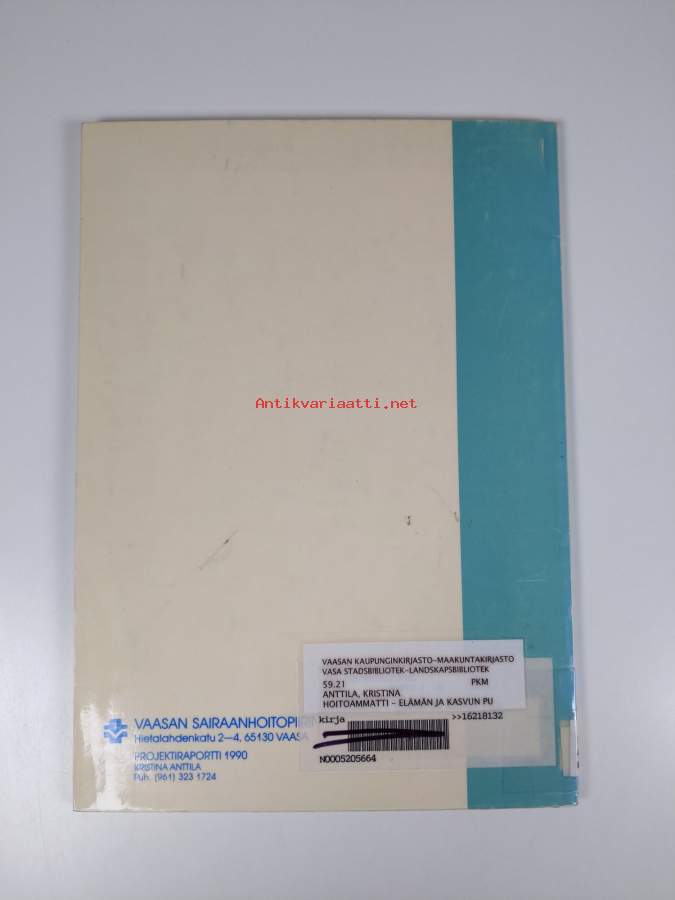 Antikvariaatti.net
VAASAN KAUPUNGINKIRJASTO-MAAKUNTAKIRJASTO
VASA STADSBIBLIOTEK-LANDSKAPSBIBLIOTEK
59.21 PKM
ANTTILA, KRISTINA
HOITOAMMATTI - ELÄMÄN JA KASVUN PU
kirja >>16218132
N0005205664
VAASAN SAIRAANHOITOPIIRIN
Hietalahdenkatu 2-4, 65130 VAASA
PROJEKTIRAPORTTI 1990
KRISTINA ANTTILA
Puh. (961) 323 1724